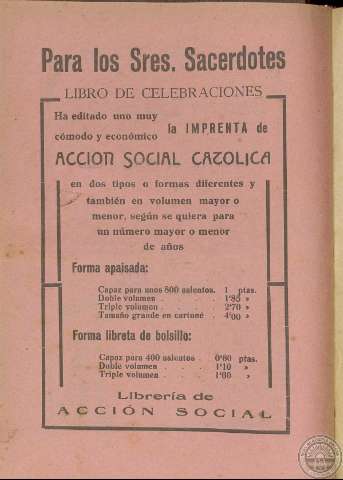 Para los Sres. Sacerdotes
LIBRO DE CELEBRACIONES
Ha editado uno muy
cómodo y económico la IMPRENTA de
ACCION SOCIAL CATOLICA
en dos tipos o formas diferentes y
también en volumen mayor o
menor, según se quiera para
un número mayor o menor
de años
Forma apaisada:
Capaz para unos 800 asientos. 1 ptas.
Doble volumen . . . . 1'85 »
Triple volumen . . . . 2'70 »
Tamaño grande en cartoné . 4'00 »
Forma libreta de bolsillo:
Capaz para 400 asientos . 0'80 ptas.
Doble volumen . . . . 1'10 »
Triple volumen . . . . »
Librería de
ACCIÓN SOCIAL